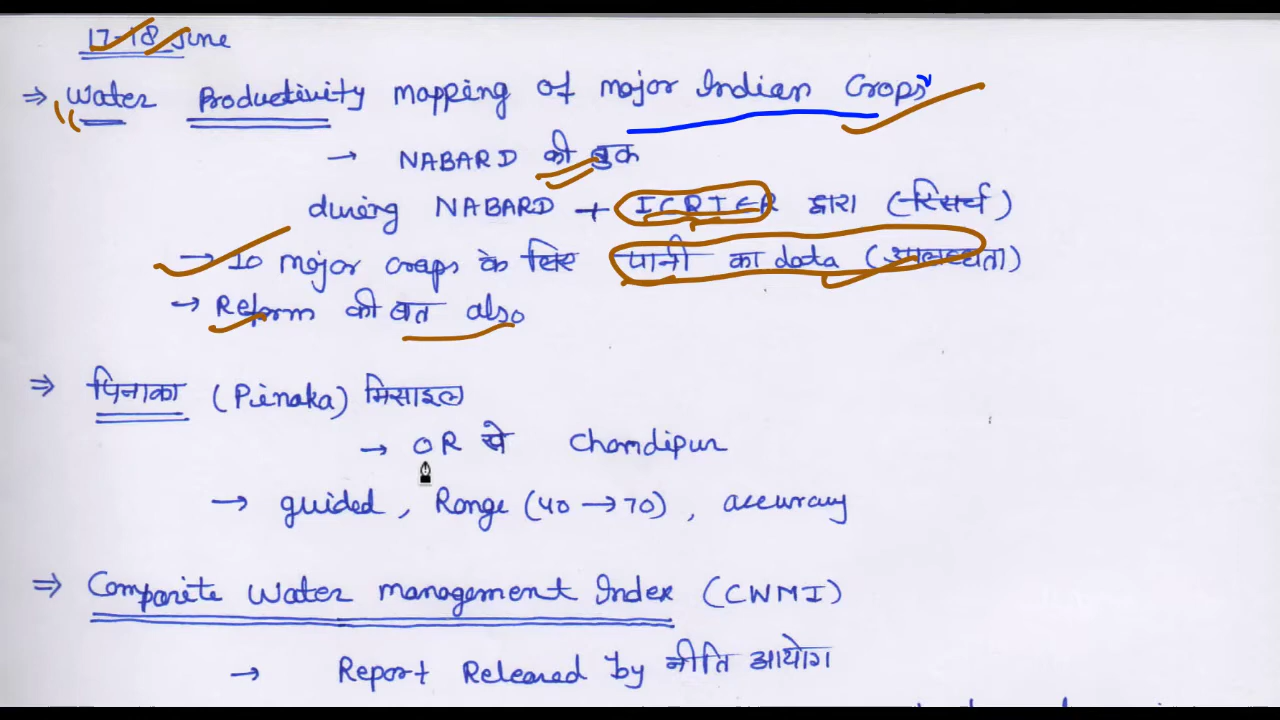 17-18 June
⇒ Water Productivity mapping of major Indian Crops
→ NABARD की बुक
during NABARD + ICRIER द्वारा (रिसर्च)
→ 10 major crops के लिए पानी का data (आवश्यता)
→ Reform की बात also
⇒ पिनाका (Pienaka) मिसाइल
→ OR से Chandipur
→ guided, Range (40 → 70), accuracy
⇒ Composite Water management Index (CWMI)
→ Report Released by नीति आयोग